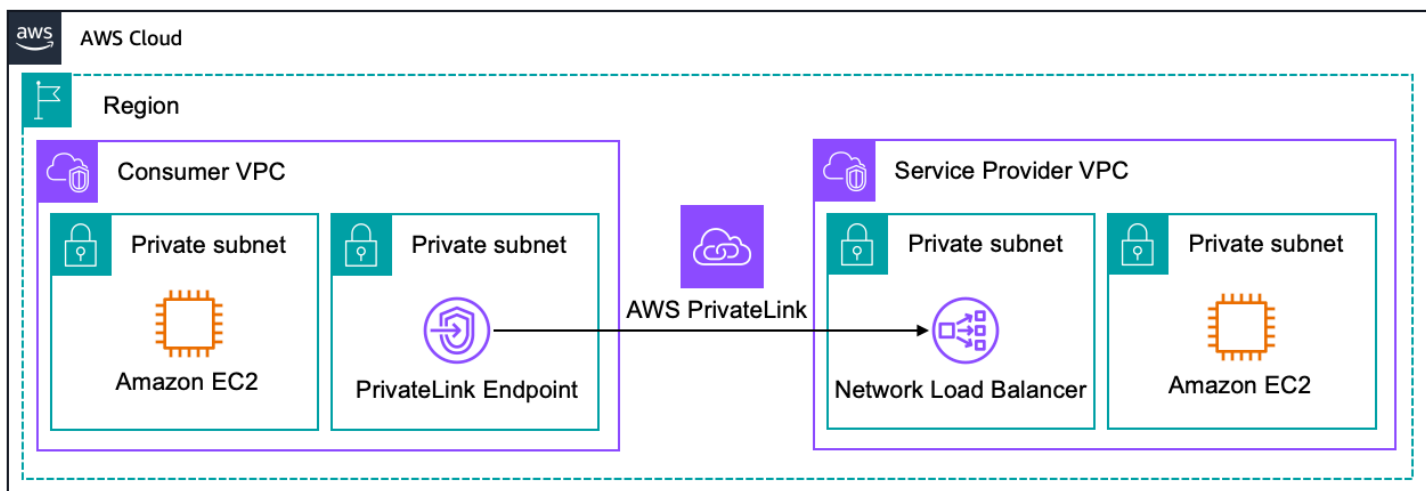 aws
AWS Cloud
Region
Consumer VPC
Private subnet
Amazon EC2
Private subnet
PrivateLink Endpoint
AWS PrivateLink
Service Provider VPC
Private subnet
Network Load Balancer
Private subnet
Amazon EC2